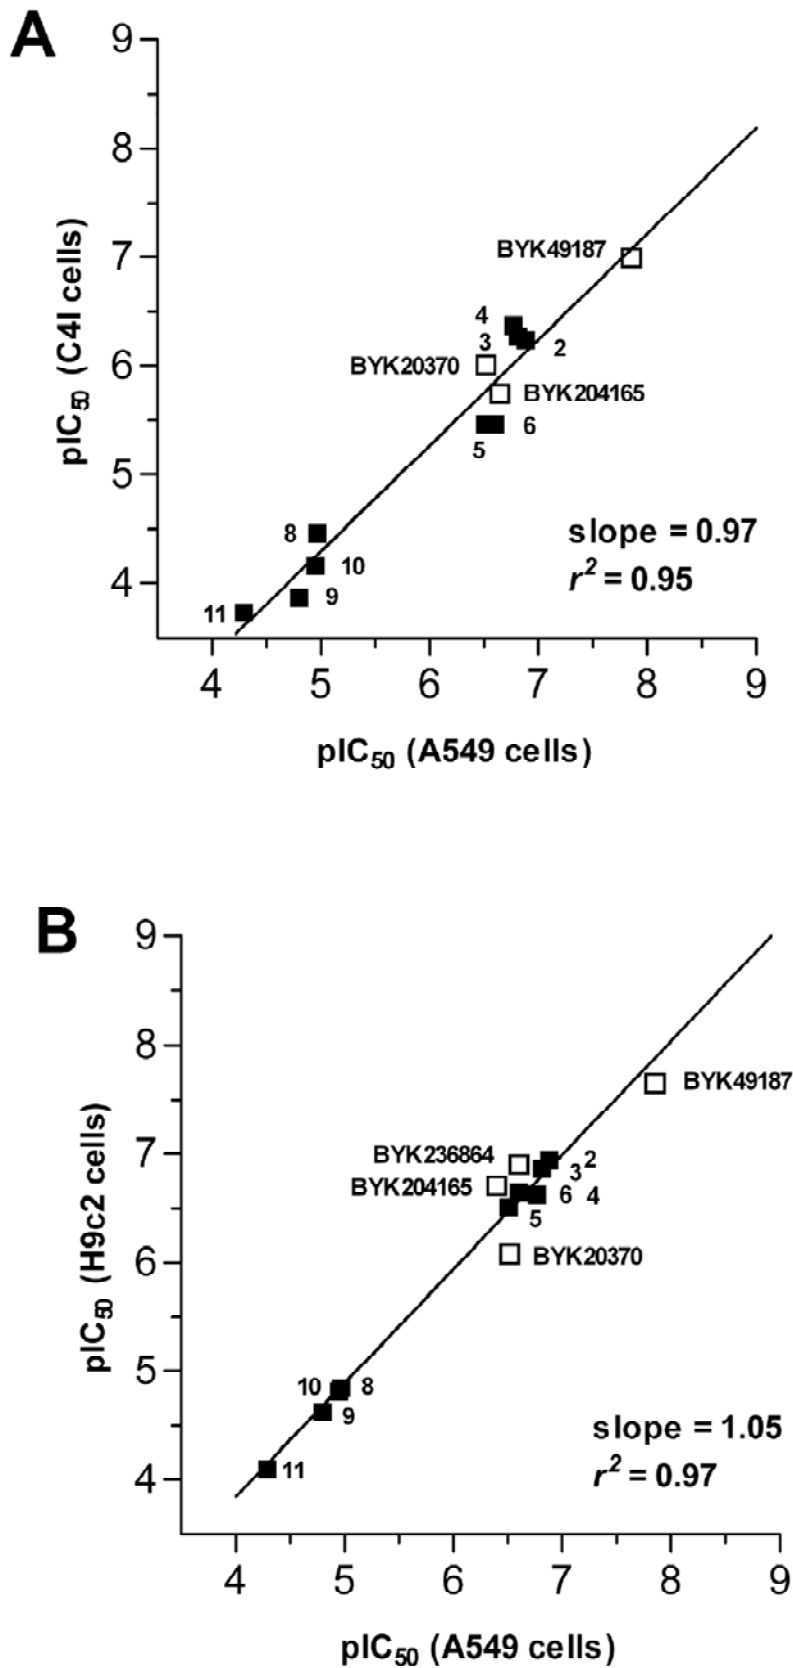 A
9
8
7
6
5
4
pIC50 (C4I cells)
BYK49187
4
3
2
BYK20370
BYK204165
6
5
8
10
9
11
slope = 0.97
r2 = 0.95
4 5 6 7 8 9
pIC50 (A549 cells)
B
9
8
7
6
5
4
pIC50 (H9c2 cells)
BYK49187
BYK236864
2
3
BYK204165
6 4
5
BYK20370
10 8
9
11
slope = 1.05
r2 = 0.97
4 5 6 7 8 9
pIC50 (A549 cells)